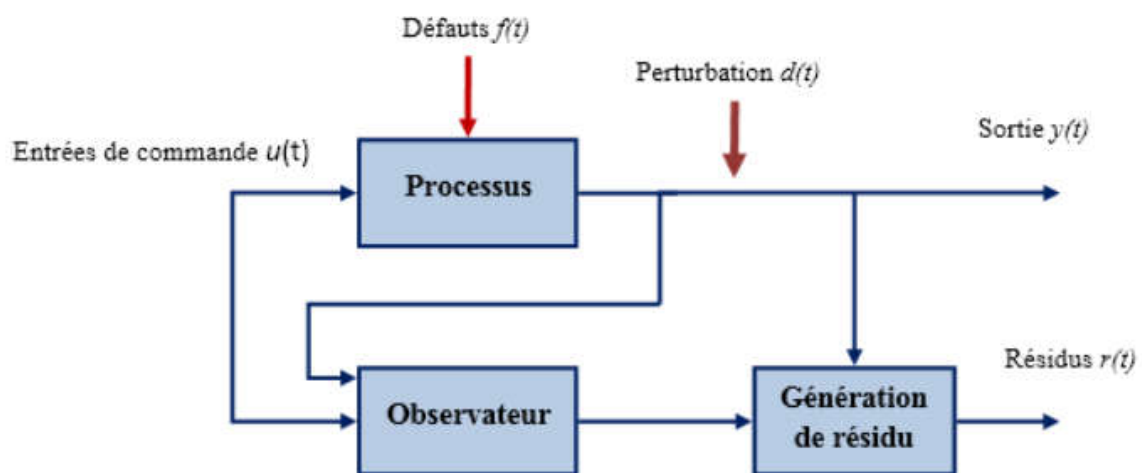 Défauts f(t)
Perturbation d(t)
Sortie y(t)
Entrées de commande u(t)
Processus
Résidus r(t)
Observateur
Génération
de résidu